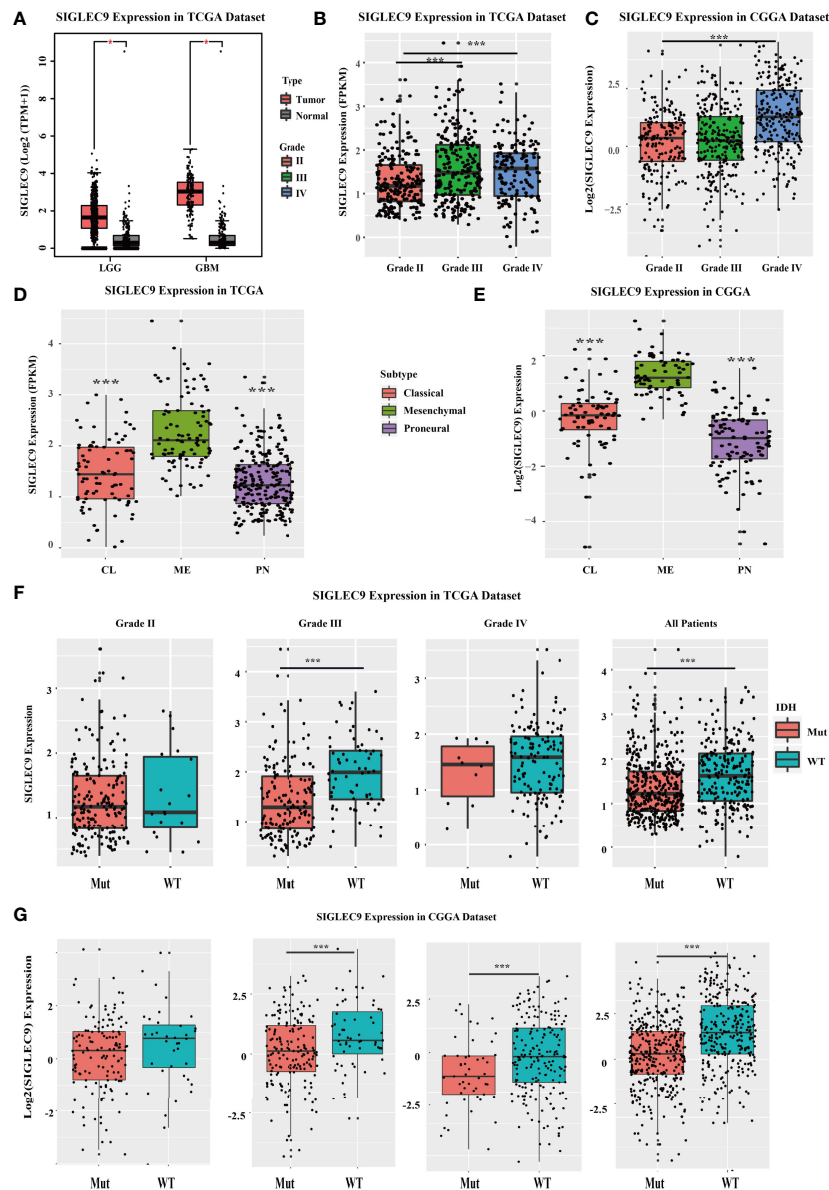 A
SIGLEC9 Expression in TCGA Dataset
SIGLEC9 (Log2 (TPM+1))
10
8
6
4
2
0
*
*
LGG
GBM
Type
Tumor
Normal
Grade
II
III
IV
B
SIGLEC9 Expression in TCGA Dataset
SIGLEC9 Expression (FPKM)
4
3
2
1
0
***
***
Grade II
Grade III
Grade IV
C
SIGLEC9 Expression in CGGA Dataset
Log2(SIGLEC9 Expression)
2.5
0.0
−2.5
***
Grade II
Grade III
Grade IV
D
SIGLEC9 Expression in TCGA
SIGLEC9 Expression (FPKM)
4
3
2
1
0
***
***
CL
ME
PN
Subtype
Classical
Mesenchymal
Proneural
E
SIGLEC9 Expression in CGGA
Log2(SIGLEC9) Expression
2
0
−2
−4
***
***
CL
ME
PN
F
SIGLEC9 Expression in TCGA Dataset
Grade II
Grade III
Grade IV
All Patients
SIGLEC9 Expression
3
2
1
Mut
WT
4
3
2
1
0
***
Mut
WT
3
2
1
0
Mut
WT
4
3
2
1
0
***
Mut
WT
IDH
Mut
WT
G
SIGLEC9 Expression in CGGA Dataset
Log2(SIGLEC9) Expression
4
2
0
-2
Mut
WT
2.5
0.0
-2.5
***
Mut
WT
2.5
0.0
-2.5
***
Mut
WT
2.5
0.0
-2.5
***
Mut
WT